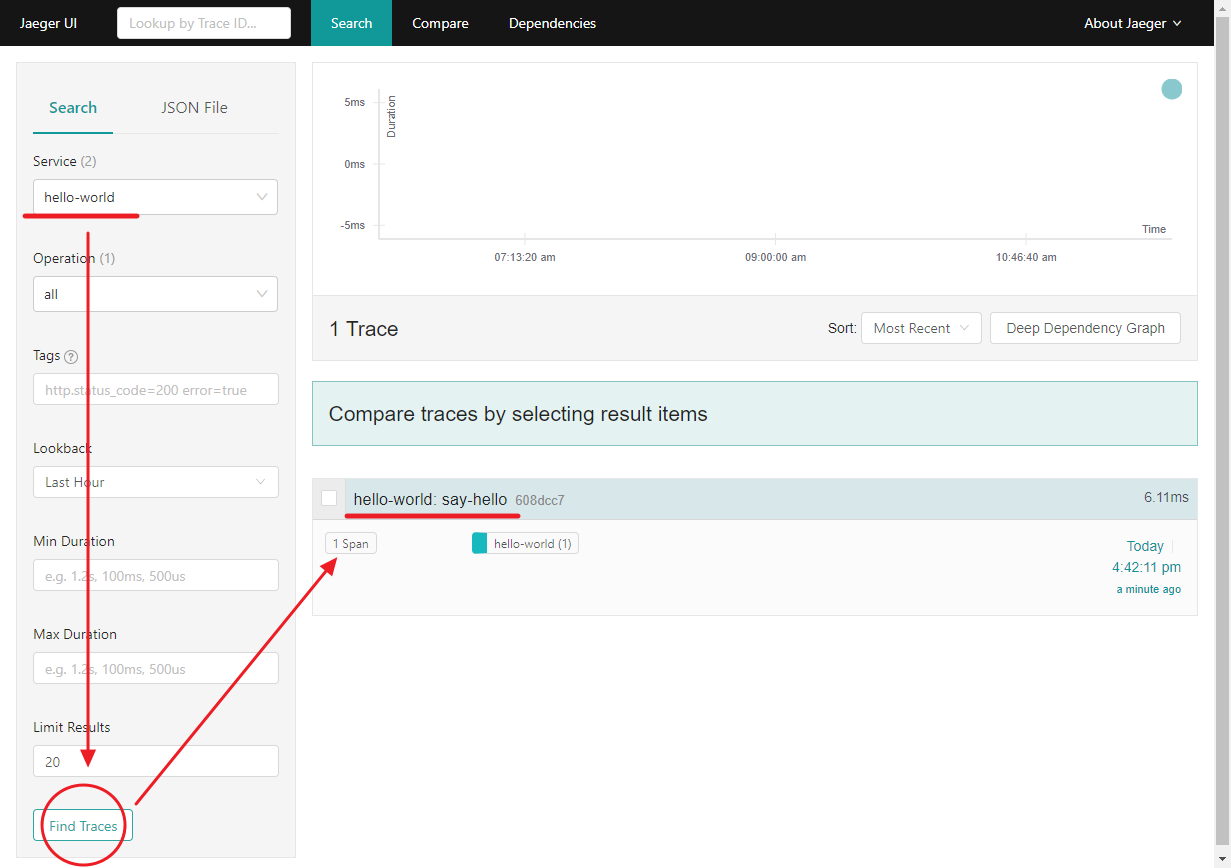 Jaeger UI
Lookup by Trace ID...
Search
Compare
Dependencies
About Jaeger
Search
JSON File
Service (2)
hello-world
Operation (1)
all
Tags ?
http.status_code=200 error=true
Lookback
Last Hour
Min Duration
e.g. 1.2s, 100ms, 500us
Max Duration
e.g. 1.2s, 100ms, 500us
Limit Results
20
Find Traces
Duration
5ms
0ms
-5ms
Time
07:13:20 am
09:00:00 am
10:46:40 am
1 Trace
Sort: Most Recent
Deep Dependency Graph
Compare traces by selecting result items
hello-world: say-hello 608dcc7
6.11ms
1 Span
hello-world (1)
Today
4:42:11 pm
a minute ago